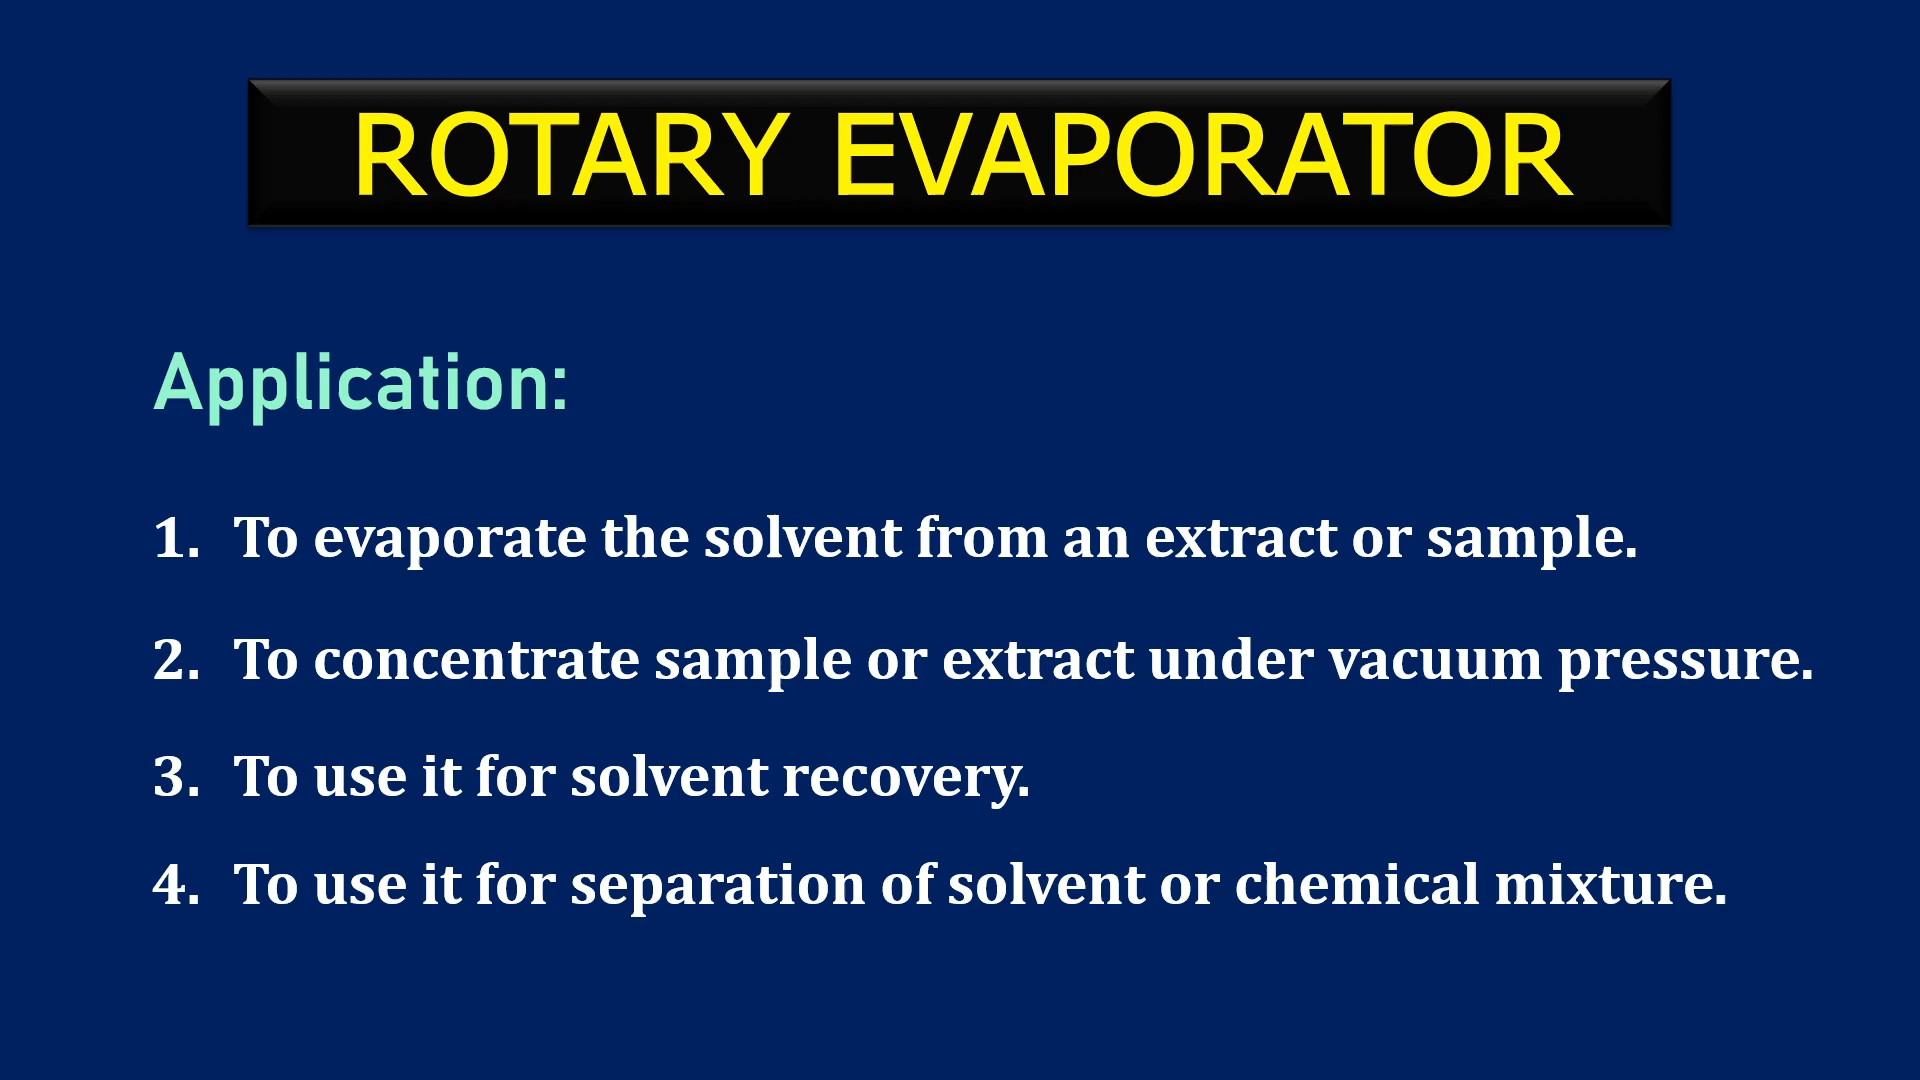 ROTARY EVAPORATOR
Application:
1. To evaporate the solvent from an extract or sample.
2. To concentrate sample or extract under vacuum pressure.
3. To use it for solvent recovery.
4. To use it for separation of solvent or chemical mixture.